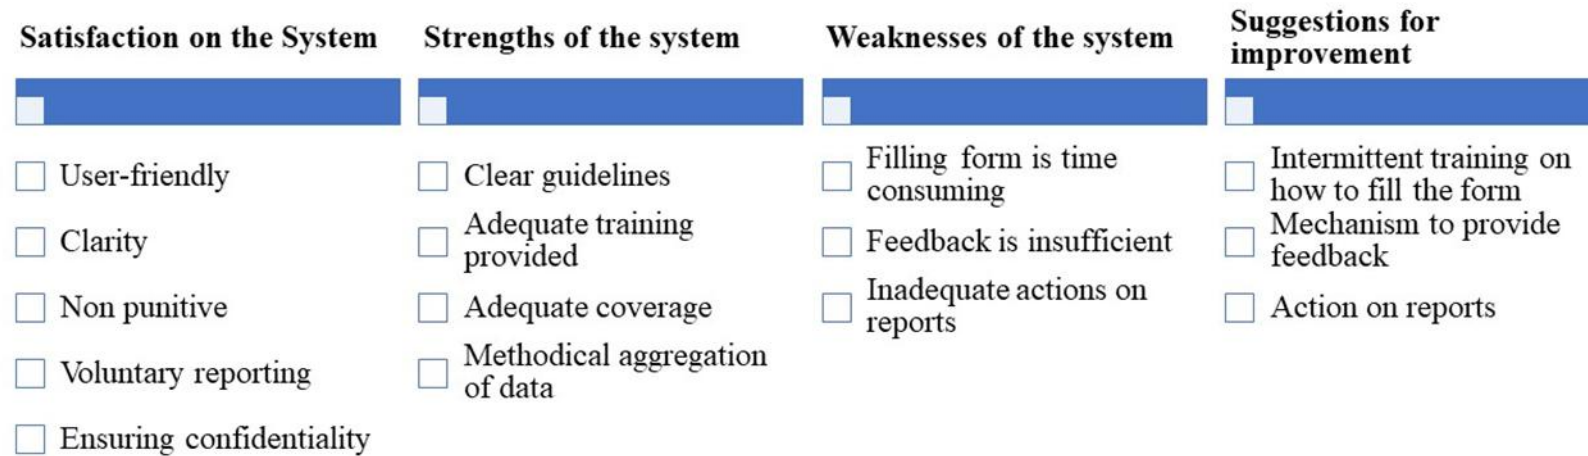 Satisfaction on the System
User-friendly
Clarity
Non punitive
Voluntary reporting
Ensuring confidentiality
Strengths of the system
Clear guidelines
Adequate training
provided
Adequate coverage
Methodical aggregation
of data
Weaknesses of the system
Filling form is time
consuming
Feedback is insufficient
Inadequate actions on
reports
Suggestions for
improvement
Intermittent training on
how to fill the form
Mechanism to provide
feedback
Action on reports